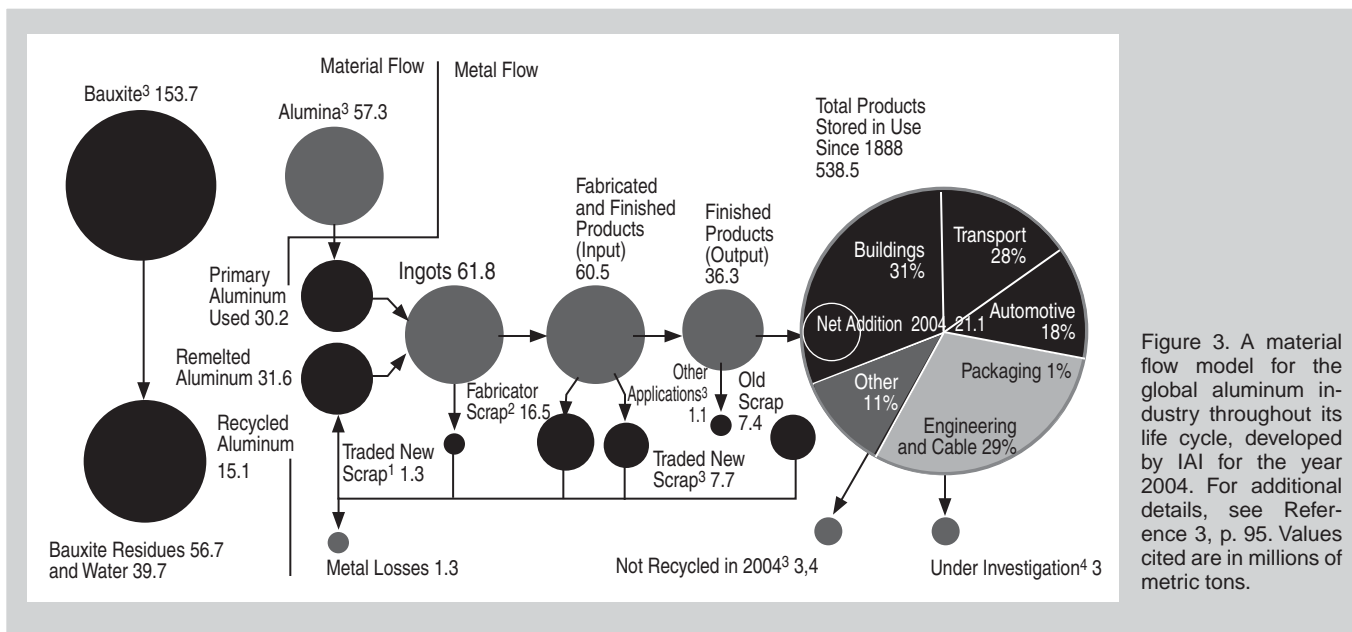 Material Flow
Metal Flow
Bauxite³ 153.7
Alumina³ 57.3
Total Products
Stored in Use
Since 1888
538.5
Fabricated
and Finished
Products
(Input)
60.5
Finished
Products
(Output)
36.3
Buildings
31%
Transport
28%
Automotive
18%
Net Addition 2004 21.1
Packaging 1%
Other
11%
Engineering
and Cable 29%
Primary
Aluminum
Used 30.2
Ingots 61.8
Remelted
Aluminum 31.6
Fabricator
Scrap² 16.5
Other
Applications³
1.1
Old
Scrap
7.4
Recycled
Aluminum
15.1
Traded New
Scrap¹ 1.3
Traded New
Scrap³ 7.7
Bauxite Residues 56.7
and Water 39.7
Metal Losses 1.3
Not Recycled in 2004³ 3,4
Under Investigation⁴ 3
Figure 3. A material
flow model for the
global aluminum in-
dustry throughout its
life cycle, developed
by IAI for the year
2004. For additional
details, see Refer-
ence 3, p. 95. Values
cited are in millions of
metric tons.